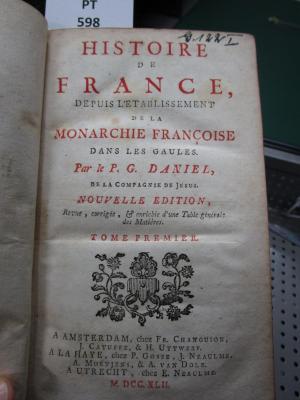 PT
598
HISTOIRE
DE
FRANCE,
DEPUIS L'ETABLISSEMENT
DE LA
MONARCHIE FRANÇOISE
DANS LES GAULES.
Par le P. G. DANIEL,
DE LA COMPAGNIE DE JESUS.
NOUVELLE EDITION,
Revue, corrigée, & enrichie d'une Table générale
des Matières.
TOME PREMIER.
A AMSTERDAM, chez FR. CHANGUION,
J. CATUFFE, & H. UYTWERF.
A LA HAYE, chez P. GOSSE, J. NEAULME,
A. MOETJENS, & A. VAN DOLE.
A UTRECHT, chez E. NEAULME.
M. DCC. XLII.